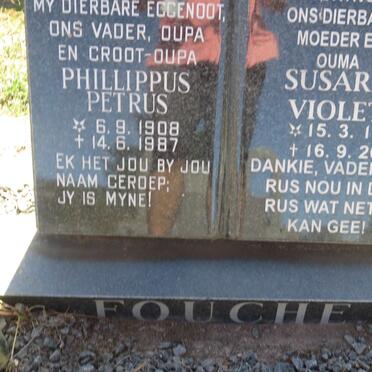 MY DIERBARE EGGENOOT,
ONS VADER, OUPA
EN GROOT-OUPA
PHILLIPPUS
PETRUS
6.9.1908
14.6.1987
EK HET JOU BY JOU
NAAM GEROEP;
JY IS MYNE!
ONS DIERBA
MOEDER E
OUMA
SUSAR
VIOLET
15.3.1
16.9.2
DANKIE, VADER
RUS NOU IN D
RUS WAT NET
KAN GEE!
FOUCHE